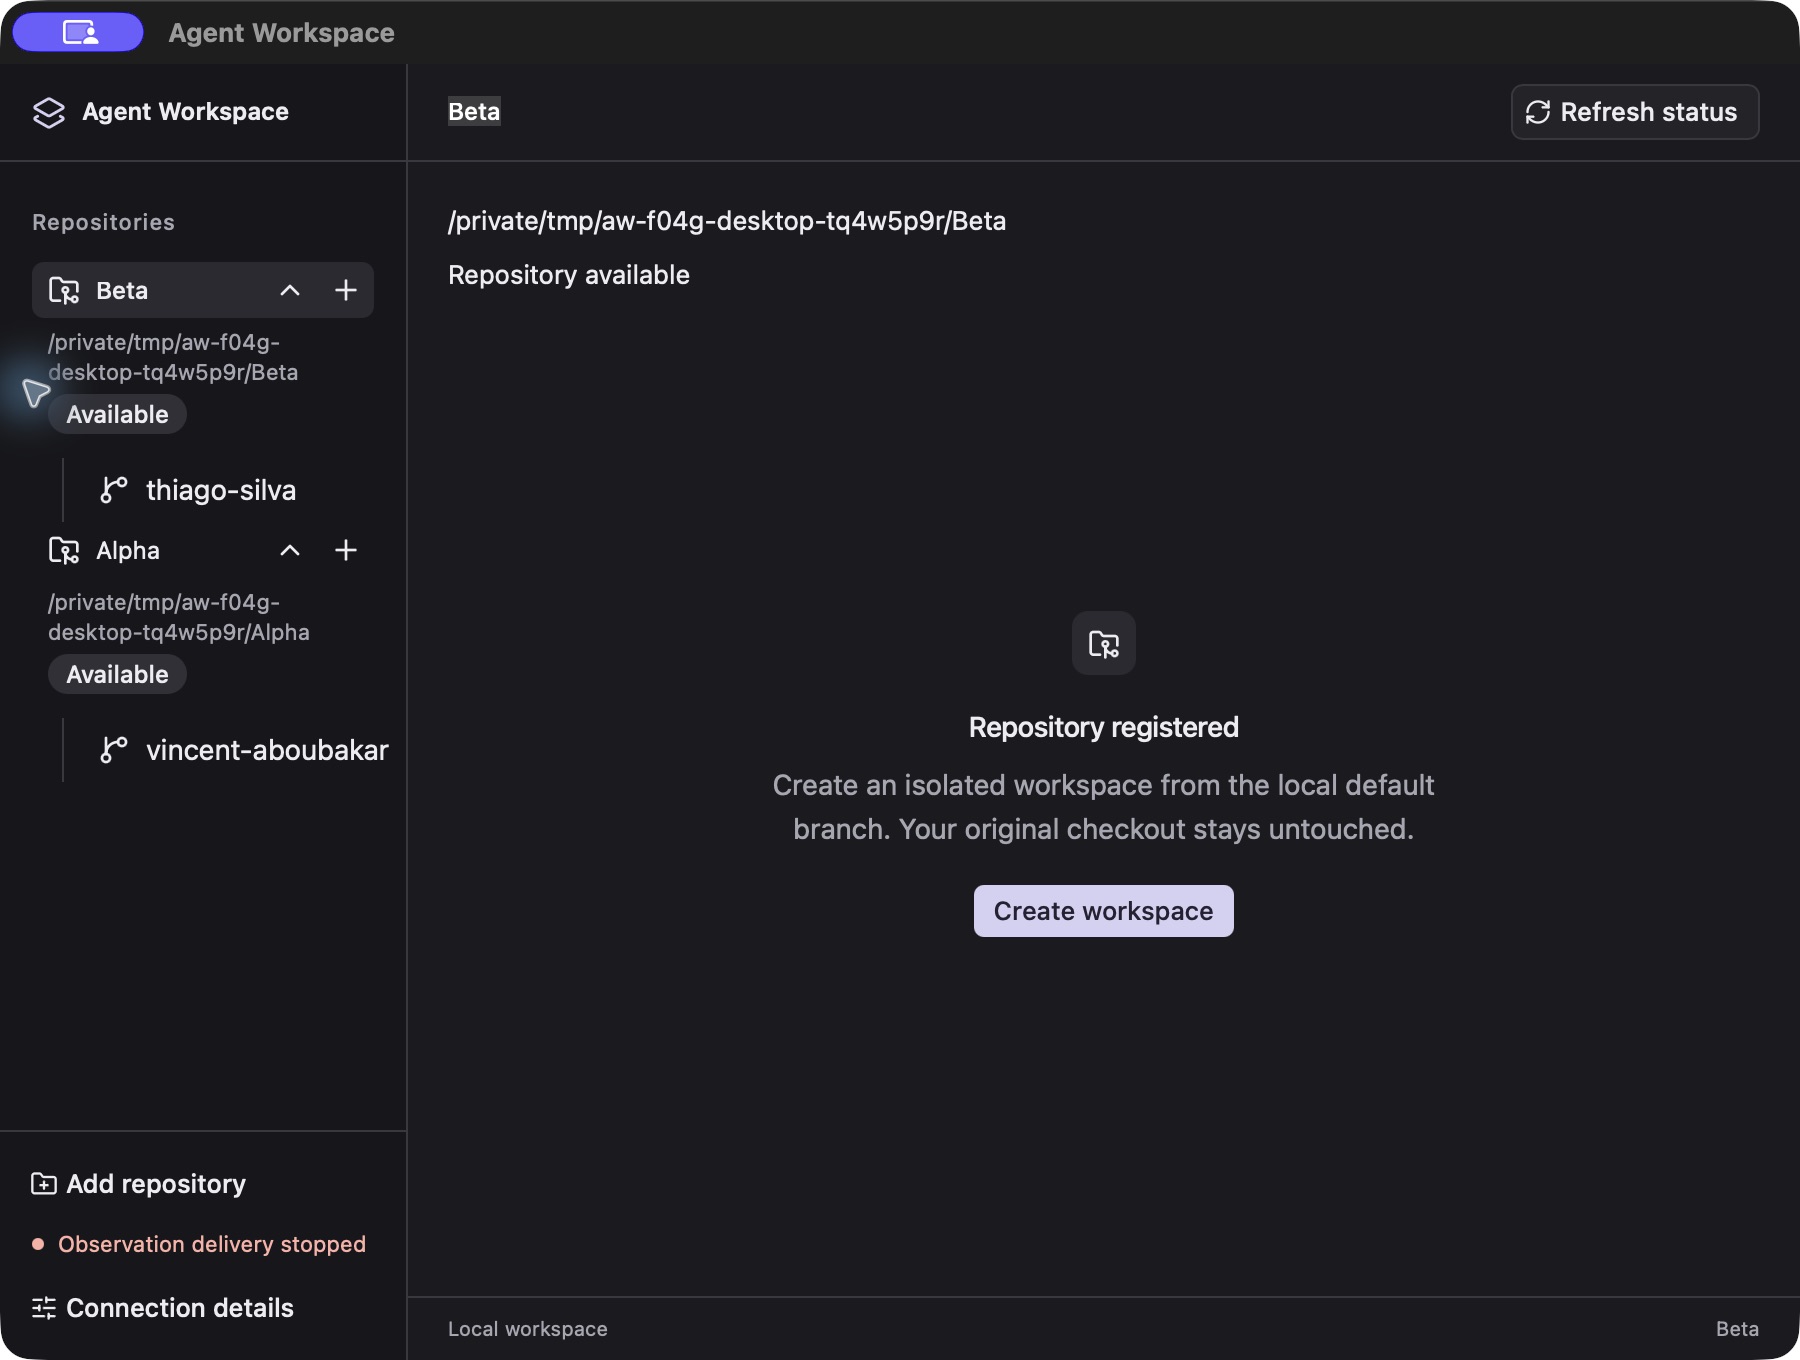 Agent Workspace
Agent Workspace
Repositories
Beta
/private/tmp/aw-f04g-
desktop-tq4w5p9r/Beta
Available
thiago-silva
Alpha
/private/tmp/aw-f04g-
desktop-tq4w5p9r/Alpha
Available
vincent-aboubakar
Add repository
Observation delivery stopped
Connection details
Beta
Refresh status
/private/tmp/aw-f04g-desktop-tq4w5p9r/Beta
Repository available
Repository registered
Create an isolated workspace from the local default
branch. Your original checkout stays untouched.
Create workspace
Local workspace
Beta